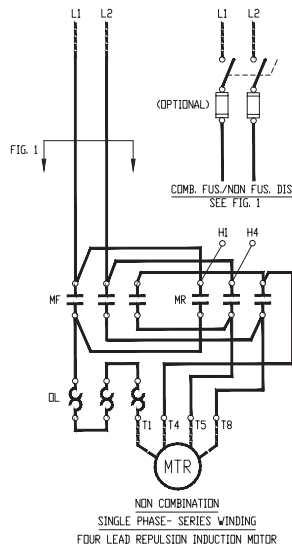 L1 L2 L1 L2
(OPTIONAL)
FIG. 1
COMB. FUS./NON FUS. DIS
SEE FIG. 1
H1 H4
MF MR
OL
T1 T4 T5 T8
MTR
NON COMBINATION
SINGLE PHASE- SERIES WINDING
FOUR LEAD REPULSION INDUCTION MOTOR